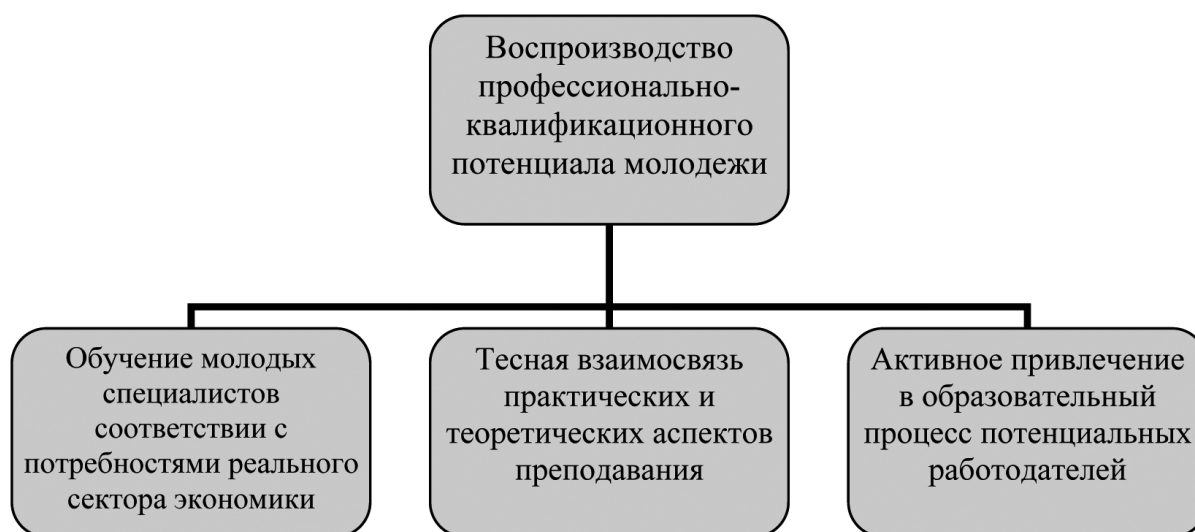 Воспроизводство
профессионально-
квалификационного
потенциала молодежи
Обучение молодых
специалистов
соответствии с
потребностями реального
сектора экономики
Тесная взаимосвязь
практических и
теоретических аспектов
преподавания
Активное привлечение
в образовательный
процесс потенциальных
работодателей